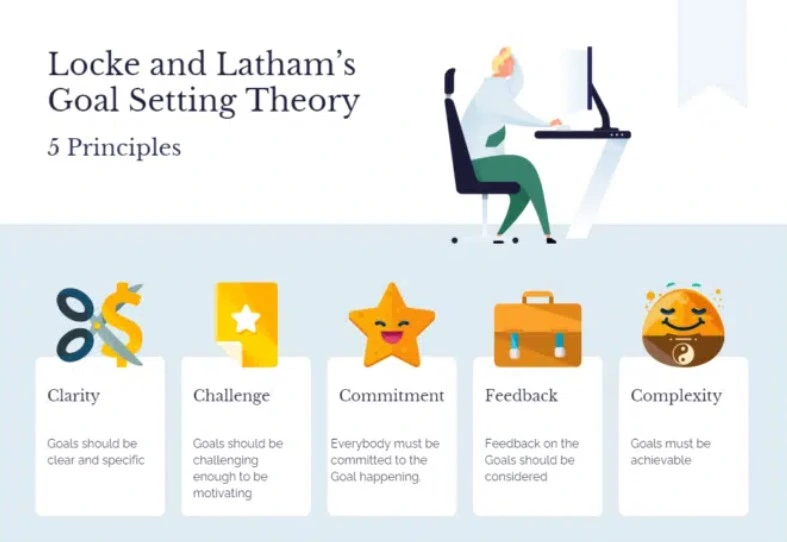 Locke and Latham’s
Goal Setting Theory
5 Principles
Clarity
Goals should be
clear and specific
Challenge
Goals should be
challenging
enough to be
motivating
Commitment
Everybody must be
committed to the
Goal happening.
Feedback
Feedback on the
Goals should be
considered
Complexity
Goals must be
achievable